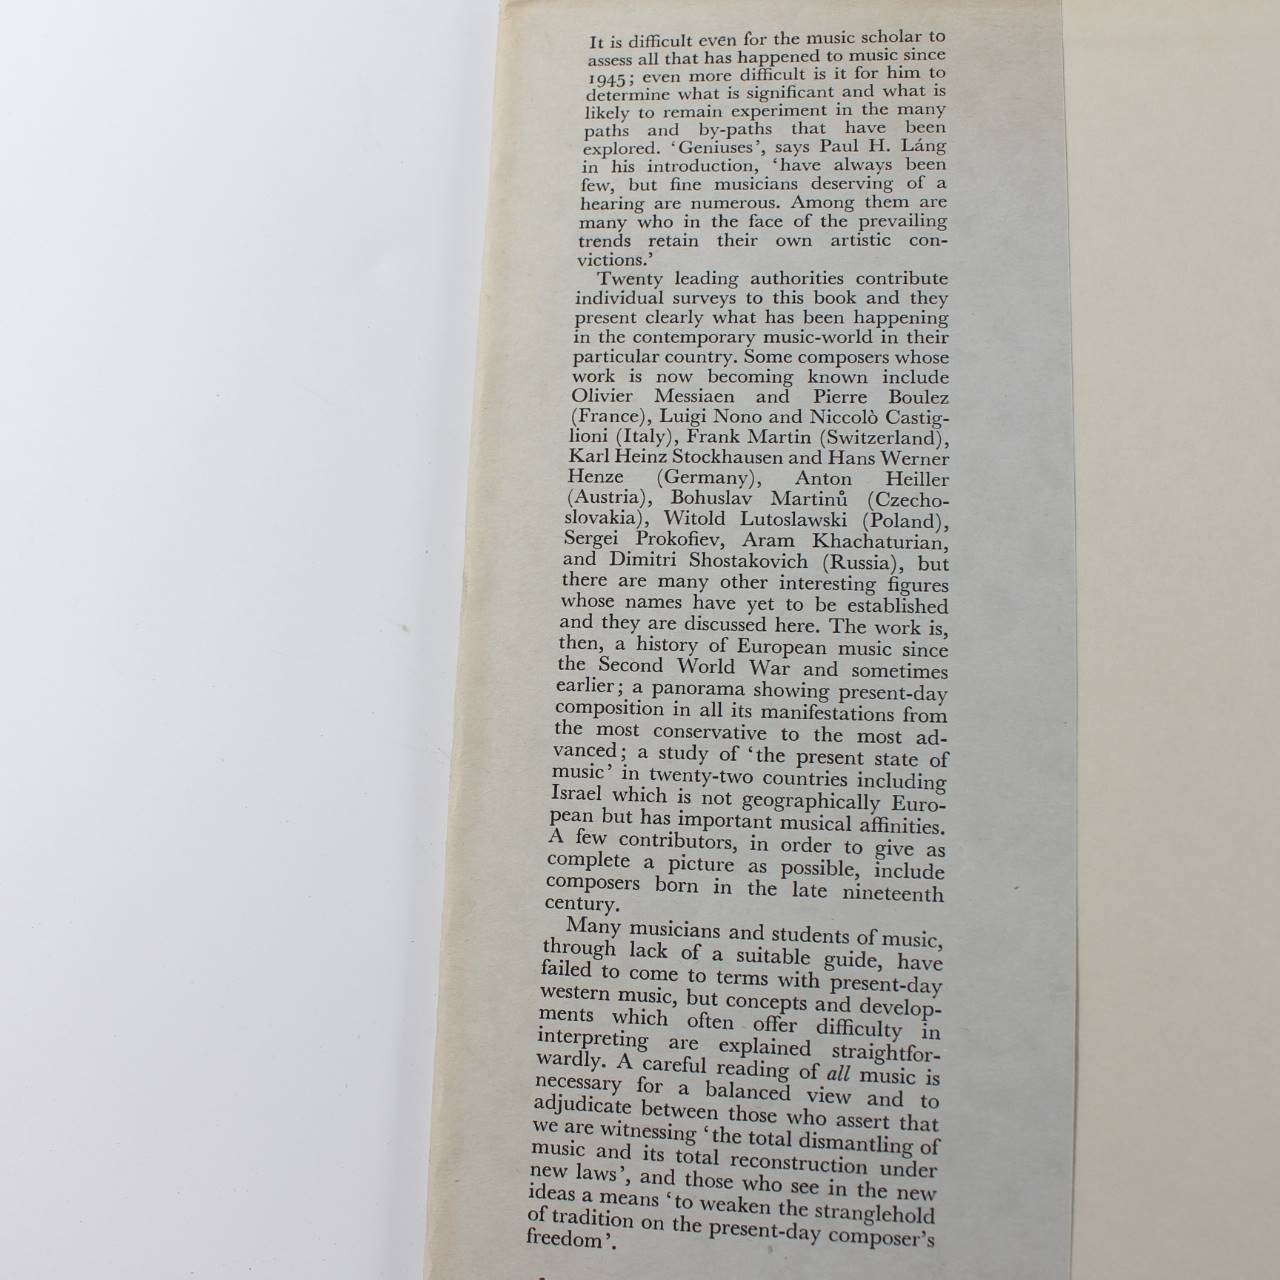 It is difficult even for the music scholar to
assess all that has happened to music since
1945; even more difficult is it for him to
determine what is significant and what is
likely to remain experiment in the many
paths and by-paths that have been
explored. ‘Geniuses’, says Paul H. Láng
in his introduction, ‘have always been
few, but fine musicians deserving of a
hearing are numerous. Among them are
many who in the face of the prevailing
trends retain their own artistic con-
victions.’
Twenty leading authorities contribute
individual surveys to this book and they
present clearly what has been happening
in the contemporary music-world in their
particular country. Some composers whose
work is now becoming known include
Olivier Messiaen and Pierre Boulez
(France), Luigi Nono and Niccolò Castig-
lioni (Italy), Frank Martin (Switzerland),
Karl Heinz Stockhausen and Hans Werner
Henze (Germany), Anton Heiller
(Austria), Bohuslav Martinů (Czecho-
slovakia), Witold Lutoslawski (Poland),
Sergei Prokofiev, Aram Khachaturian,
and Dimitri Shostakovich (Russia), but
there are many other interesting figures
whose names have yet to be established
and they are discussed here. The work is,
then, a history of European music since
the Second World War and sometimes
earlier; a panorama showing present-day
composition in all its manifestations from
the most conservative to the most ad-
vanced; a study of ‘the present state of
music’ in twenty-two countries including
Israel which is not geographically Euro-
pean but has important musical affinities.
A few contributors, in order to give as
complete a picture as possible, include
composers born in the late nineteenth
century.
Many musicians and students of music,
through lack of a suitable guide, have
failed to come to terms with present-day
western music, but concepts and develop-
ments which often offer difficulty in
interpreting are explained straightfor-
wardly. A careful reading of all music is
necessary for a balanced view and to
adjudicate between those who assert that
we are witnessing ‘the total dismantling of
music and its total reconstruction under
new laws’, and those who see in the new
ideas a means ‘to weaken the stranglehold
of tradition on the present-day composer’s
freedom’.